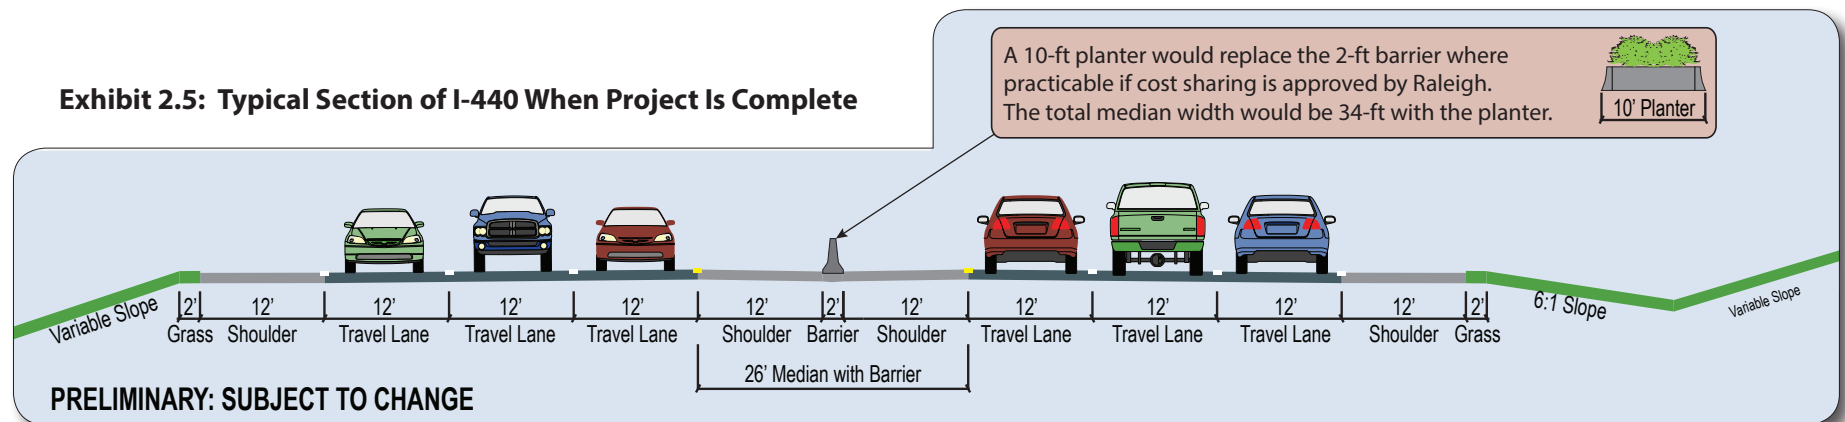 Exhibit 2.5: Typical Section of I-440 When Project Is Complete
A 10-ft planter would replace the 2-ft barrier where
practicable if cost sharing is approved by Raleigh.
The total median width would be 34-ft with the planter.
10’ Planter
Variable Slope
2’ 12’ 12’ 12’ 12’ 12’ 2’ 12’ 12’ 12’ 12’ 12’ 2’
Grass Shoulder Travel Lane Travel Lane Travel Lane Shoulder Barrier Shoulder Travel Lane Travel Lane Travel Lane Shoulder Grass
6:1 Slope
Variable Slope
26’ Median with Barrier
PRELIMINARY: SUBJECT TO CHANGE